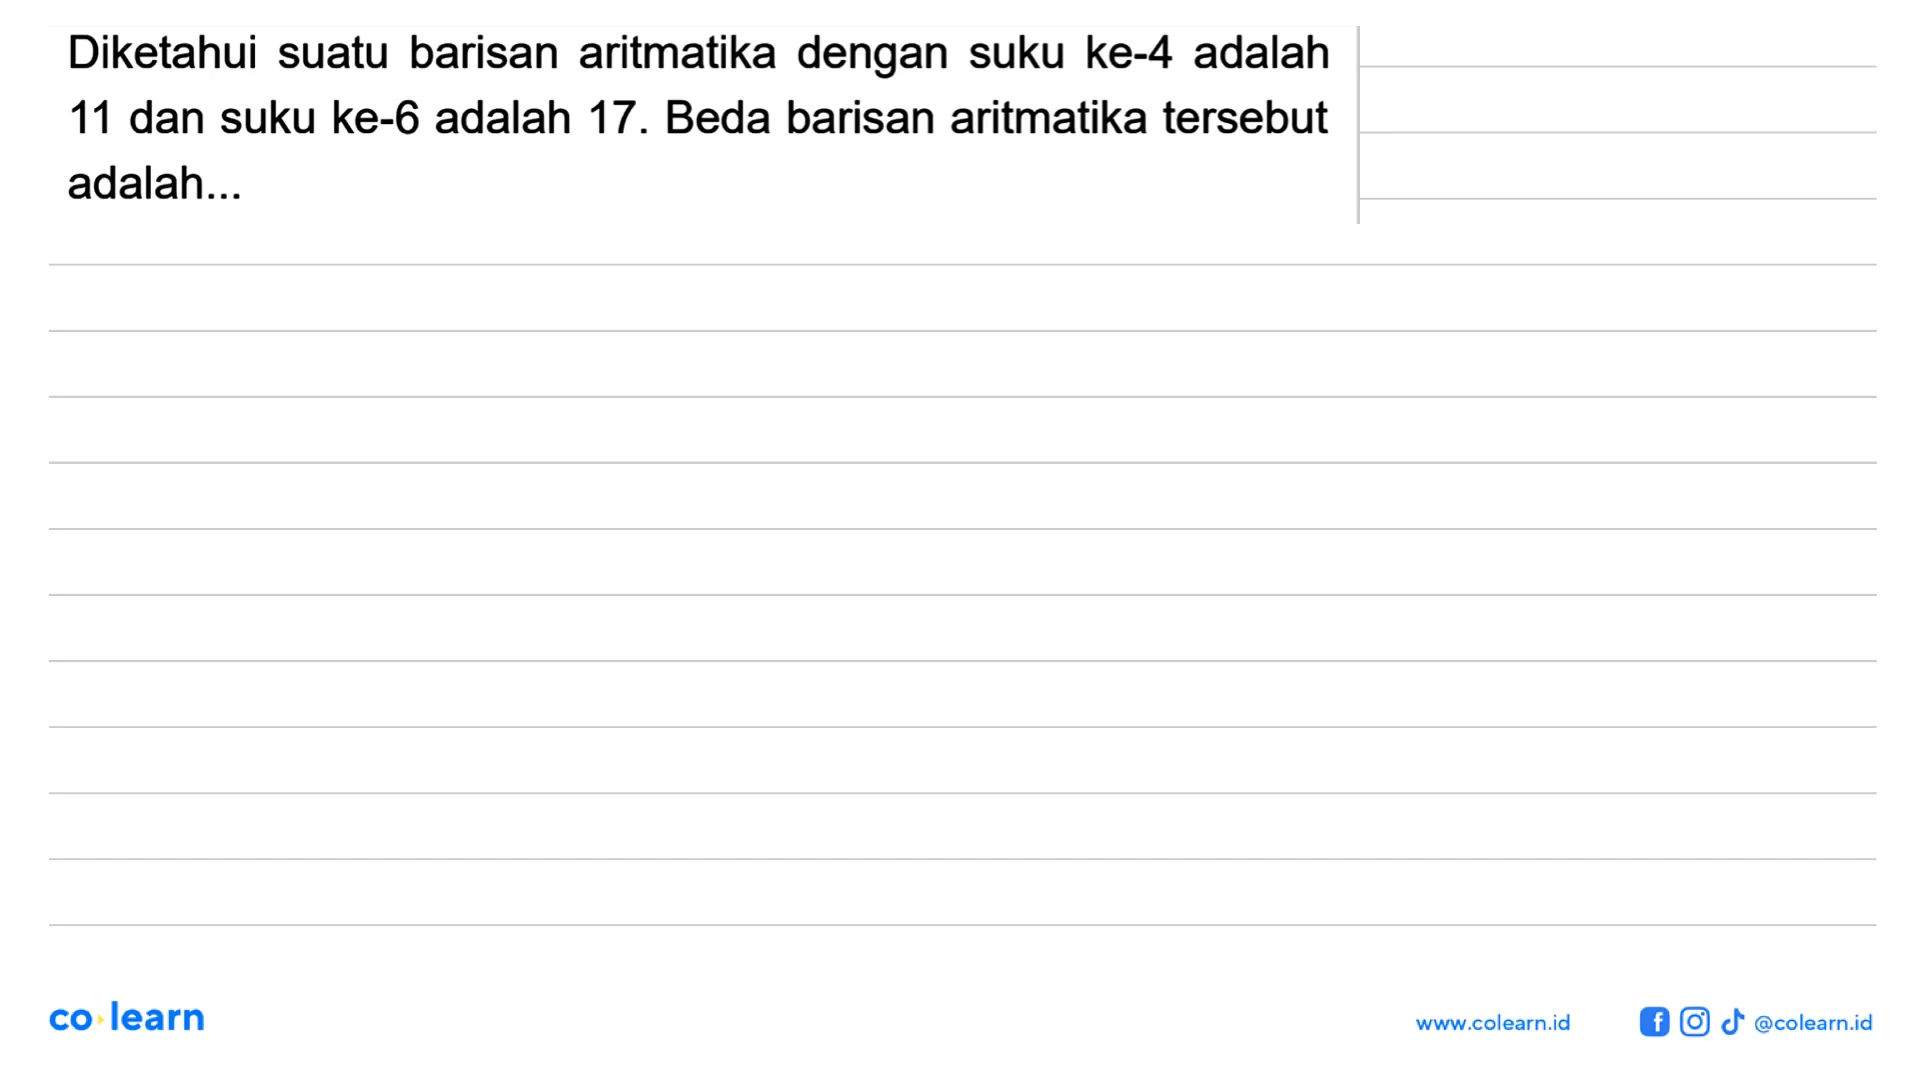 Diketahui suatu barisan aritmatika dengan suku ke-4 adalah
11 dan suku ke-6 adalah 17. Beda barisan aritmatika tersebut
adalah...
co learn
www.colearn.id
@colearn.id